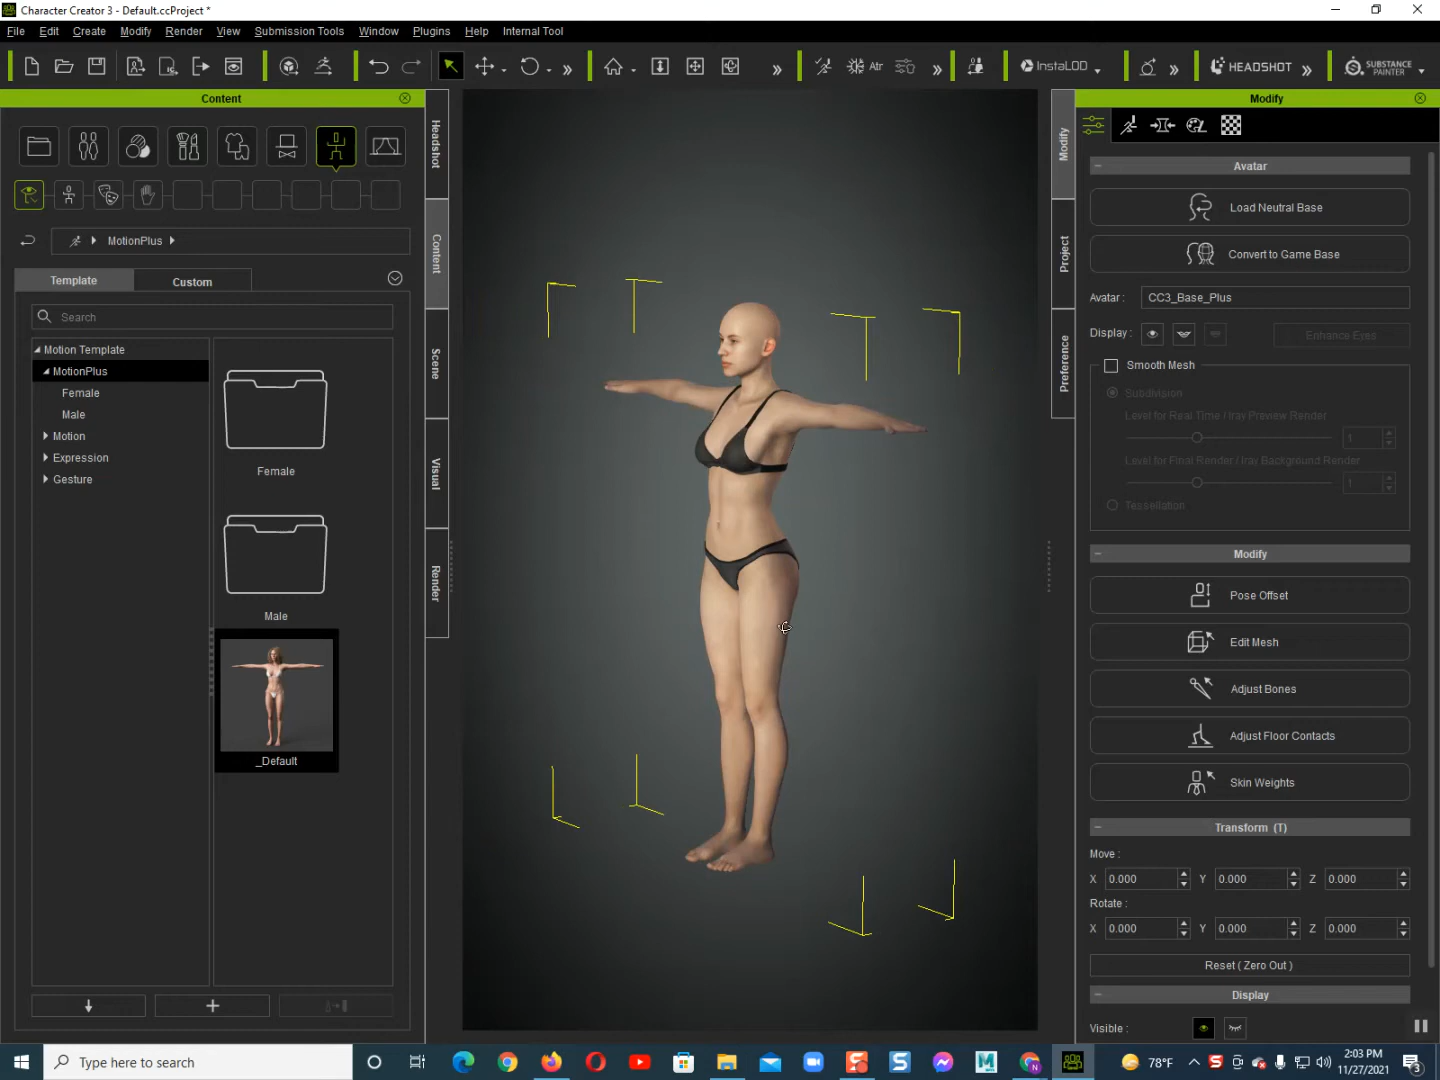 Character Creator 3 - Default.ccProject *
File Edit Create Modify Render View Submission Tools Window Plugins Help Internal Tool
Atr InstaLOD HEADSHOT SUBSTANCE PAINTER
Content
MotionPlus
Template Custom
Search
Motion Template
MotionPlus
Female
Male
Motion
Expression
Gesture
Female
Male
_Default
Headshot
Content
Scene
Visual
Render
Modify
Project
Preference
Modify
Avatar
Load Neutral Base
Convert to Game Base
Avatar : CC3_Base_Plus
Display : Enhance Eyes
Smooth Mesh
Subdivision
Level for Real Time / Iray Preview Render
1
Level for Final Render / Iray Background Render
1
Tessellation
Modify
Pose Offset
Edit Mesh
Adjust Bones
Adjust Floor Contacts
Skin Weights
Transform (T)
Move :
X 0.000 Y 0.000 Z 0.000
Rotate :
X 0.000 Y 0.000 Z 0.000
Reset ( Zero Out )
Display
Visible :
Type here to search
78°F
2:03 PM
11/27/2021
3